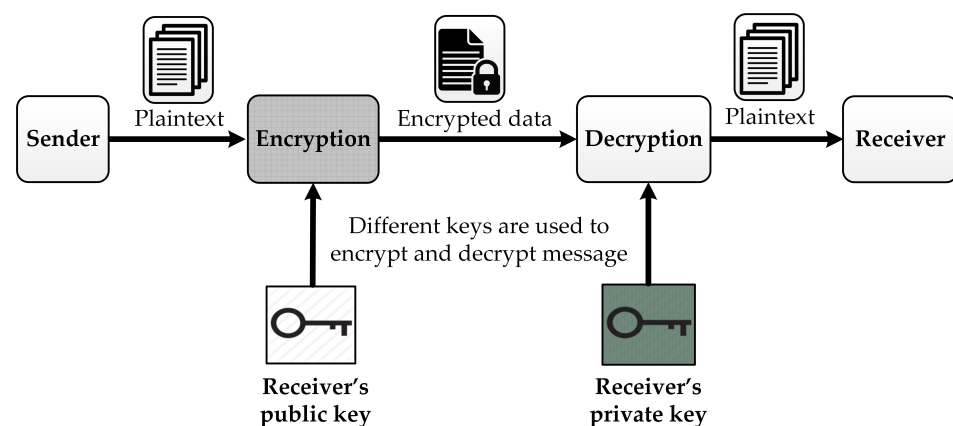 Plaintext
Encrypted data
Plaintext
Sender
Encryption
Decryption
Receiver
Different keys are used to
encrypt and decrypt message
Receiver's
public key
Receiver's
private key